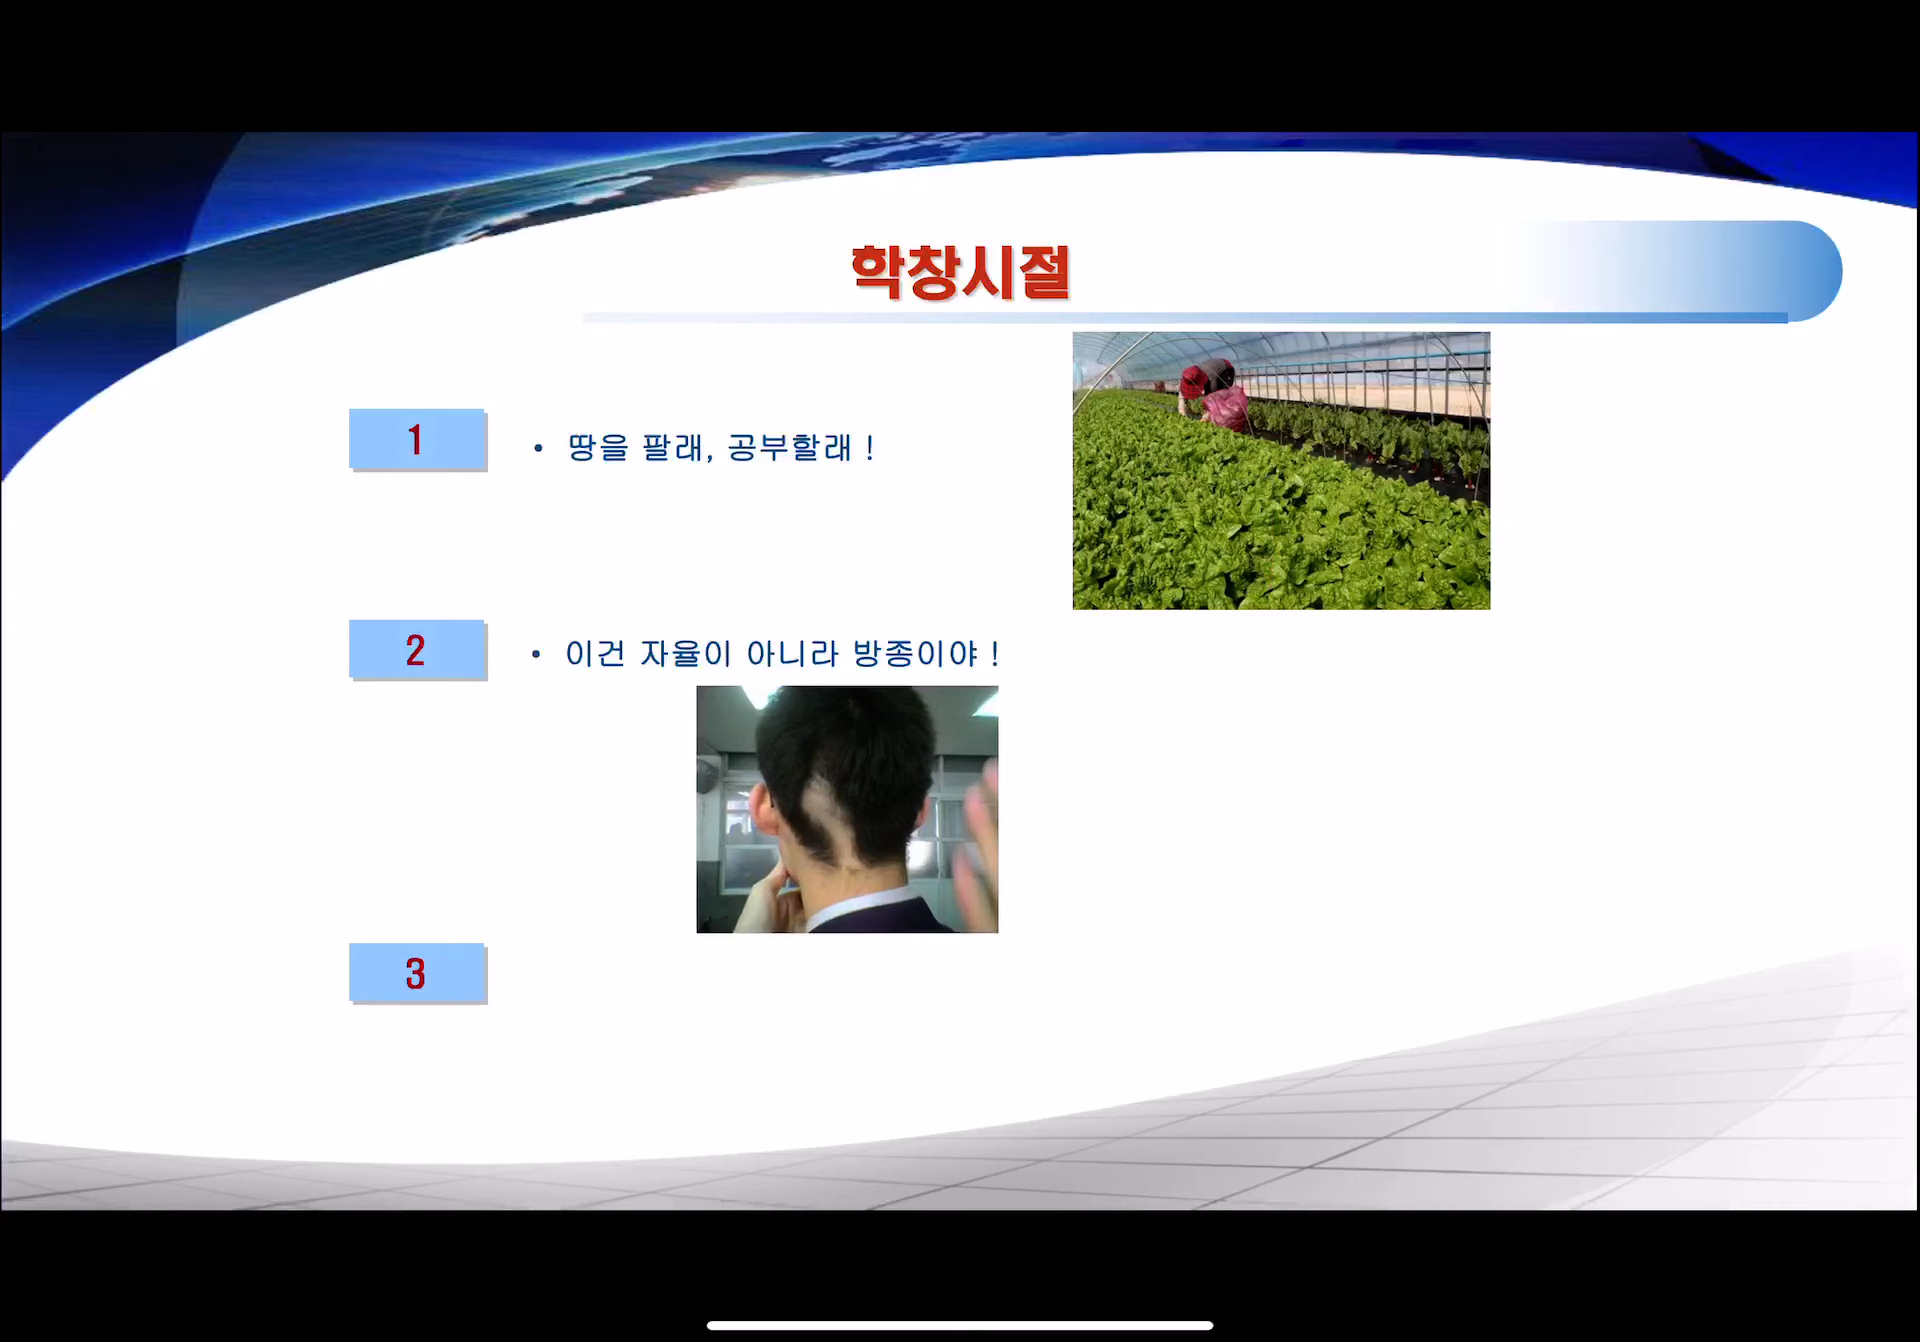 학창시절
1
• 땅을 팔래, 공부할래 !
2
• 이건 자율이 아니라 방종이야 !
3